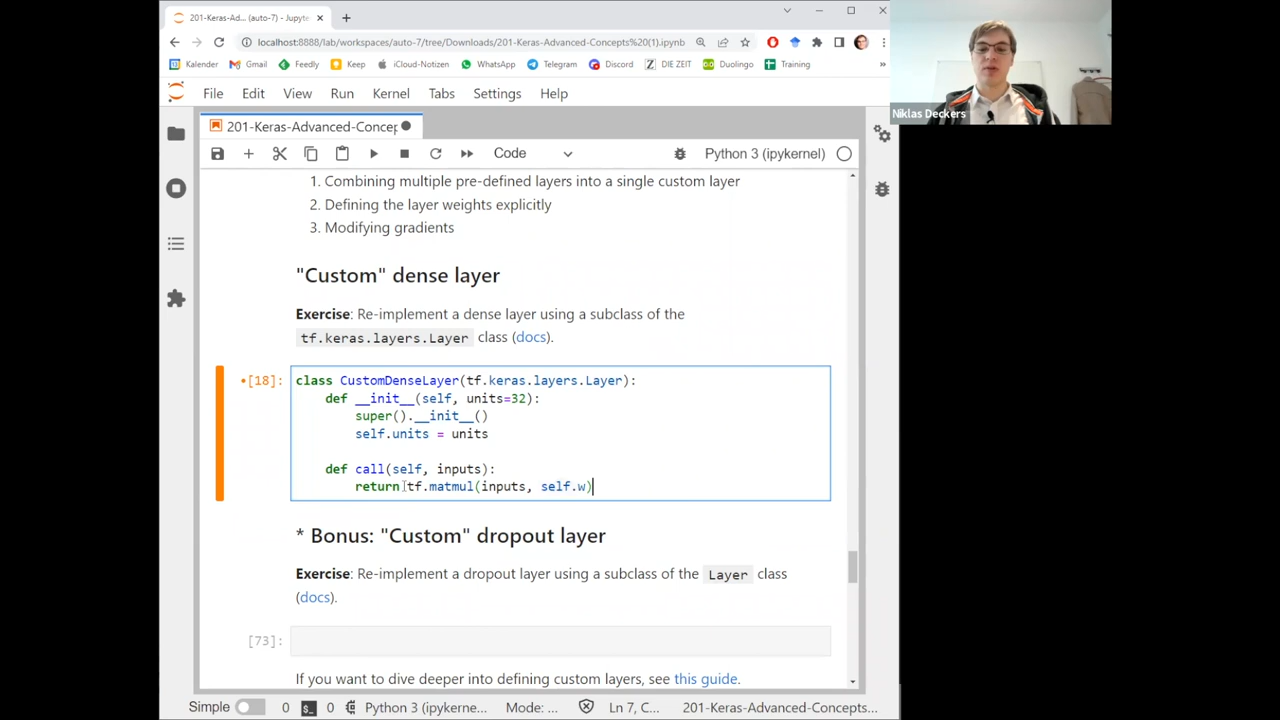 201-Keras-Ad... (auto-7) - Jupyte
localhost:8888/lab/workspaces/auto-7/tree/Downloads/201-Keras-Advanced-Concepts%20(1).ipynb
Kalender Gmail Feedly Keep iCloud-Notizen WhatsApp Telegram Discord DIE ZEIT Duolingo Training »
Niklas Deckers
File Edit View Run Kernel Tabs Settings Help
201-Keras-Advanced-Concep
Code Python 3 (ipykernel)
1. Combining multiple pre-defined layers into a single custom layer
2. Defining the layer weights explicitly
3. Modifying gradients
"Custom" dense layer
Exercise: Re-implement a dense layer using a subclass of the
tf.keras.layers.Layer class (docs).
•[18]: class CustomDenseLayer(tf.keras.layers.Layer):
def __init__(self, units=32):
super().__init__()
self.units = units
def call(self, inputs):
return tf.matmul(inputs, self.w)
* Bonus: "Custom" dropout layer
Exercise: Re-implement a dropout layer using a subclass of the Layer class
(docs).
[73]:
If you want to dive deeper into defining custom layers, see this guide.
Simple 0 $_ 0 Python 3 (ipykerne... Mode: ... Ln 7, C... 201-Keras-Advanced-Concepts...